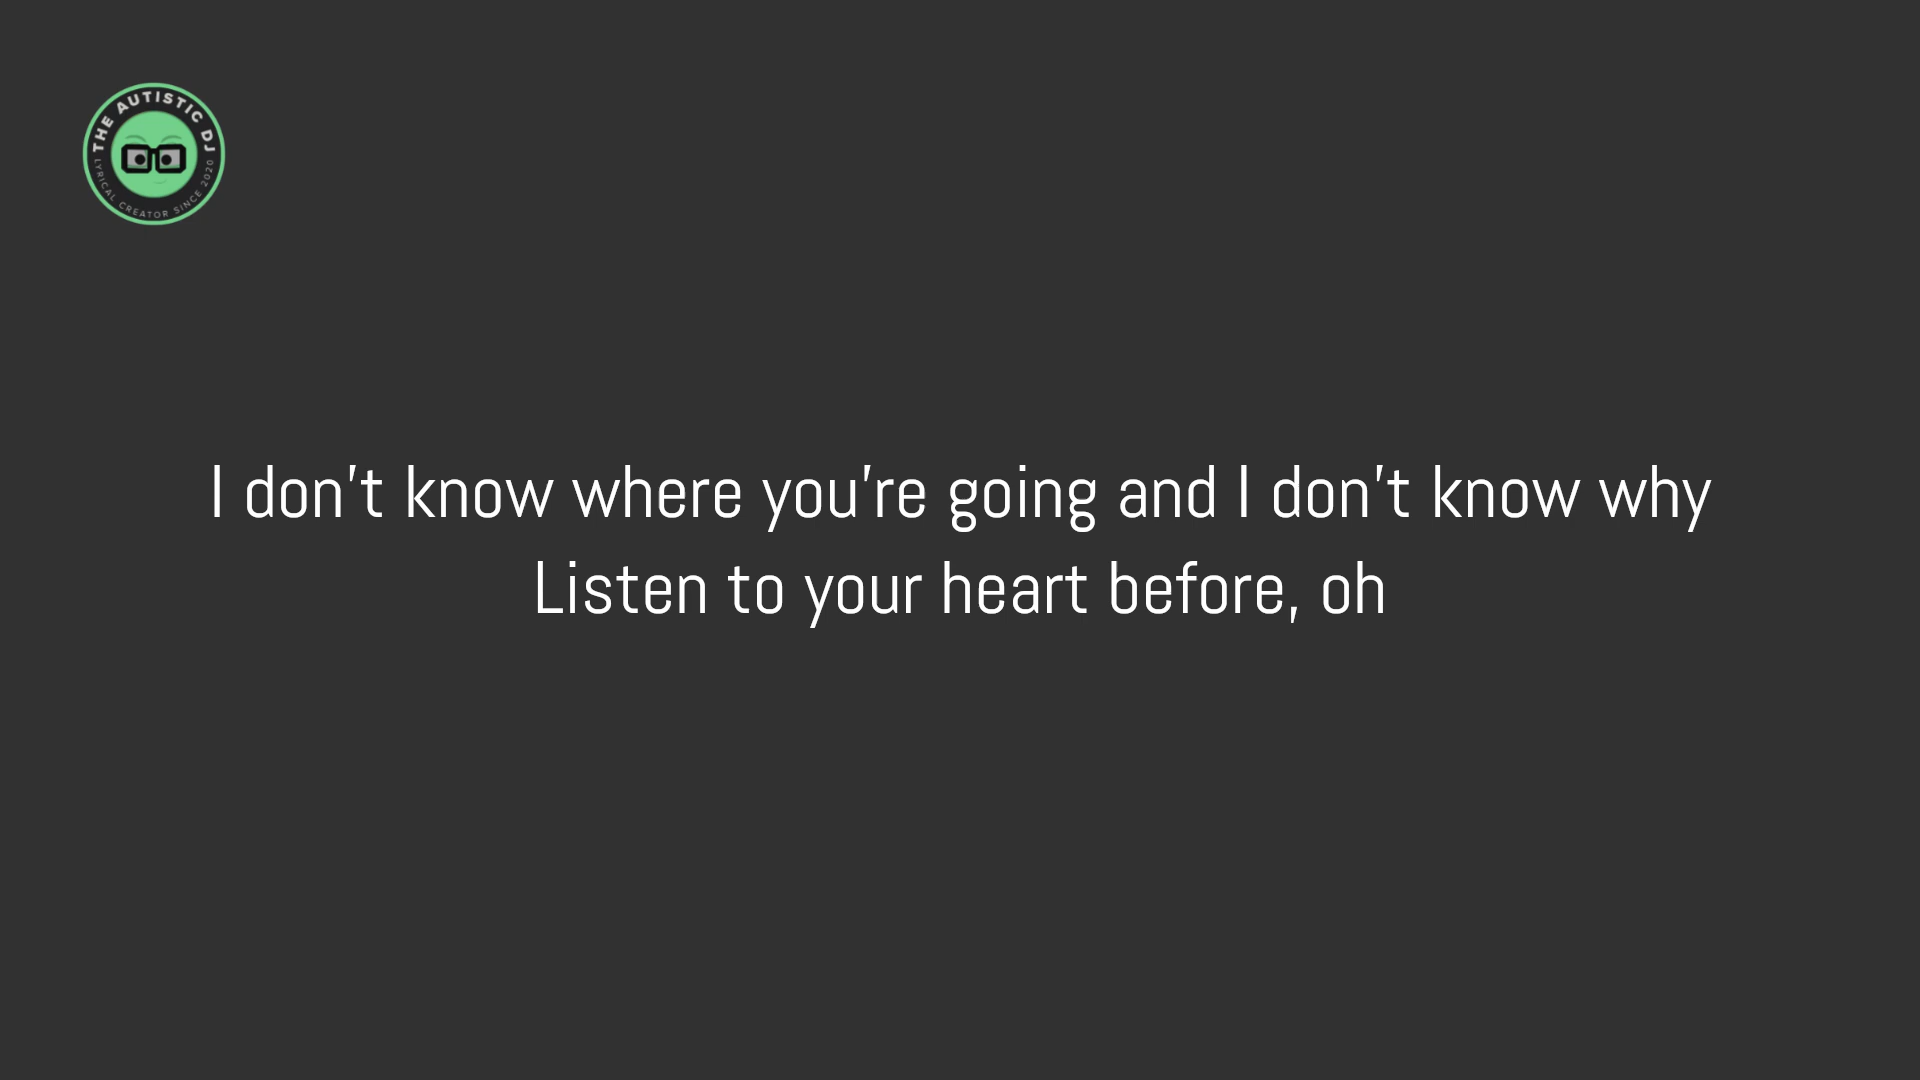 THE AUTISTIC DJ
LYRICAL CREATOR SINCE 2020
I don't know where you're going and I don't know why
Listen to your heart before, oh